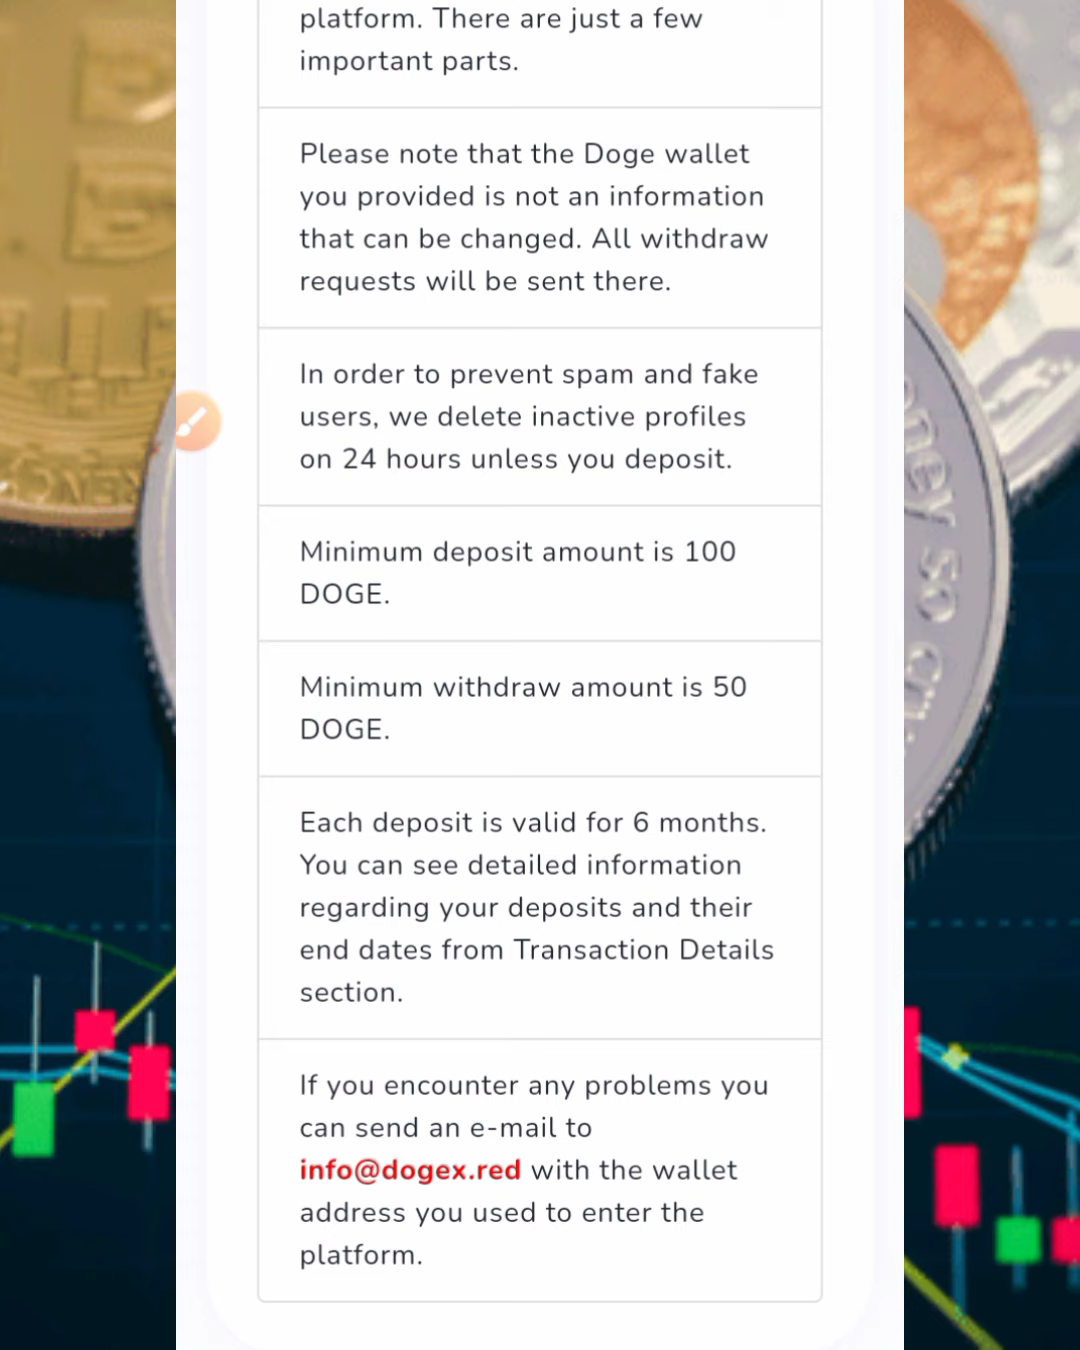 platform. There are just a few
important parts.
Please note that the Doge wallet
you provided is not an information
that can be changed. All withdraw
requests will be sent there.
In order to prevent spam and fake
users, we delete inactive profiles
on 24 hours unless you deposit.
Minimum deposit amount is 100
DOGE.
Minimum withdraw amount is 50
DOGE.
Each deposit is valid for 6 months.
You can see detailed information
regarding your deposits and their
end dates from Transaction Details
section.
If you encounter any problems you
can send an e-mail to
info@dogex.red with the wallet
address you used to enter the
platform.